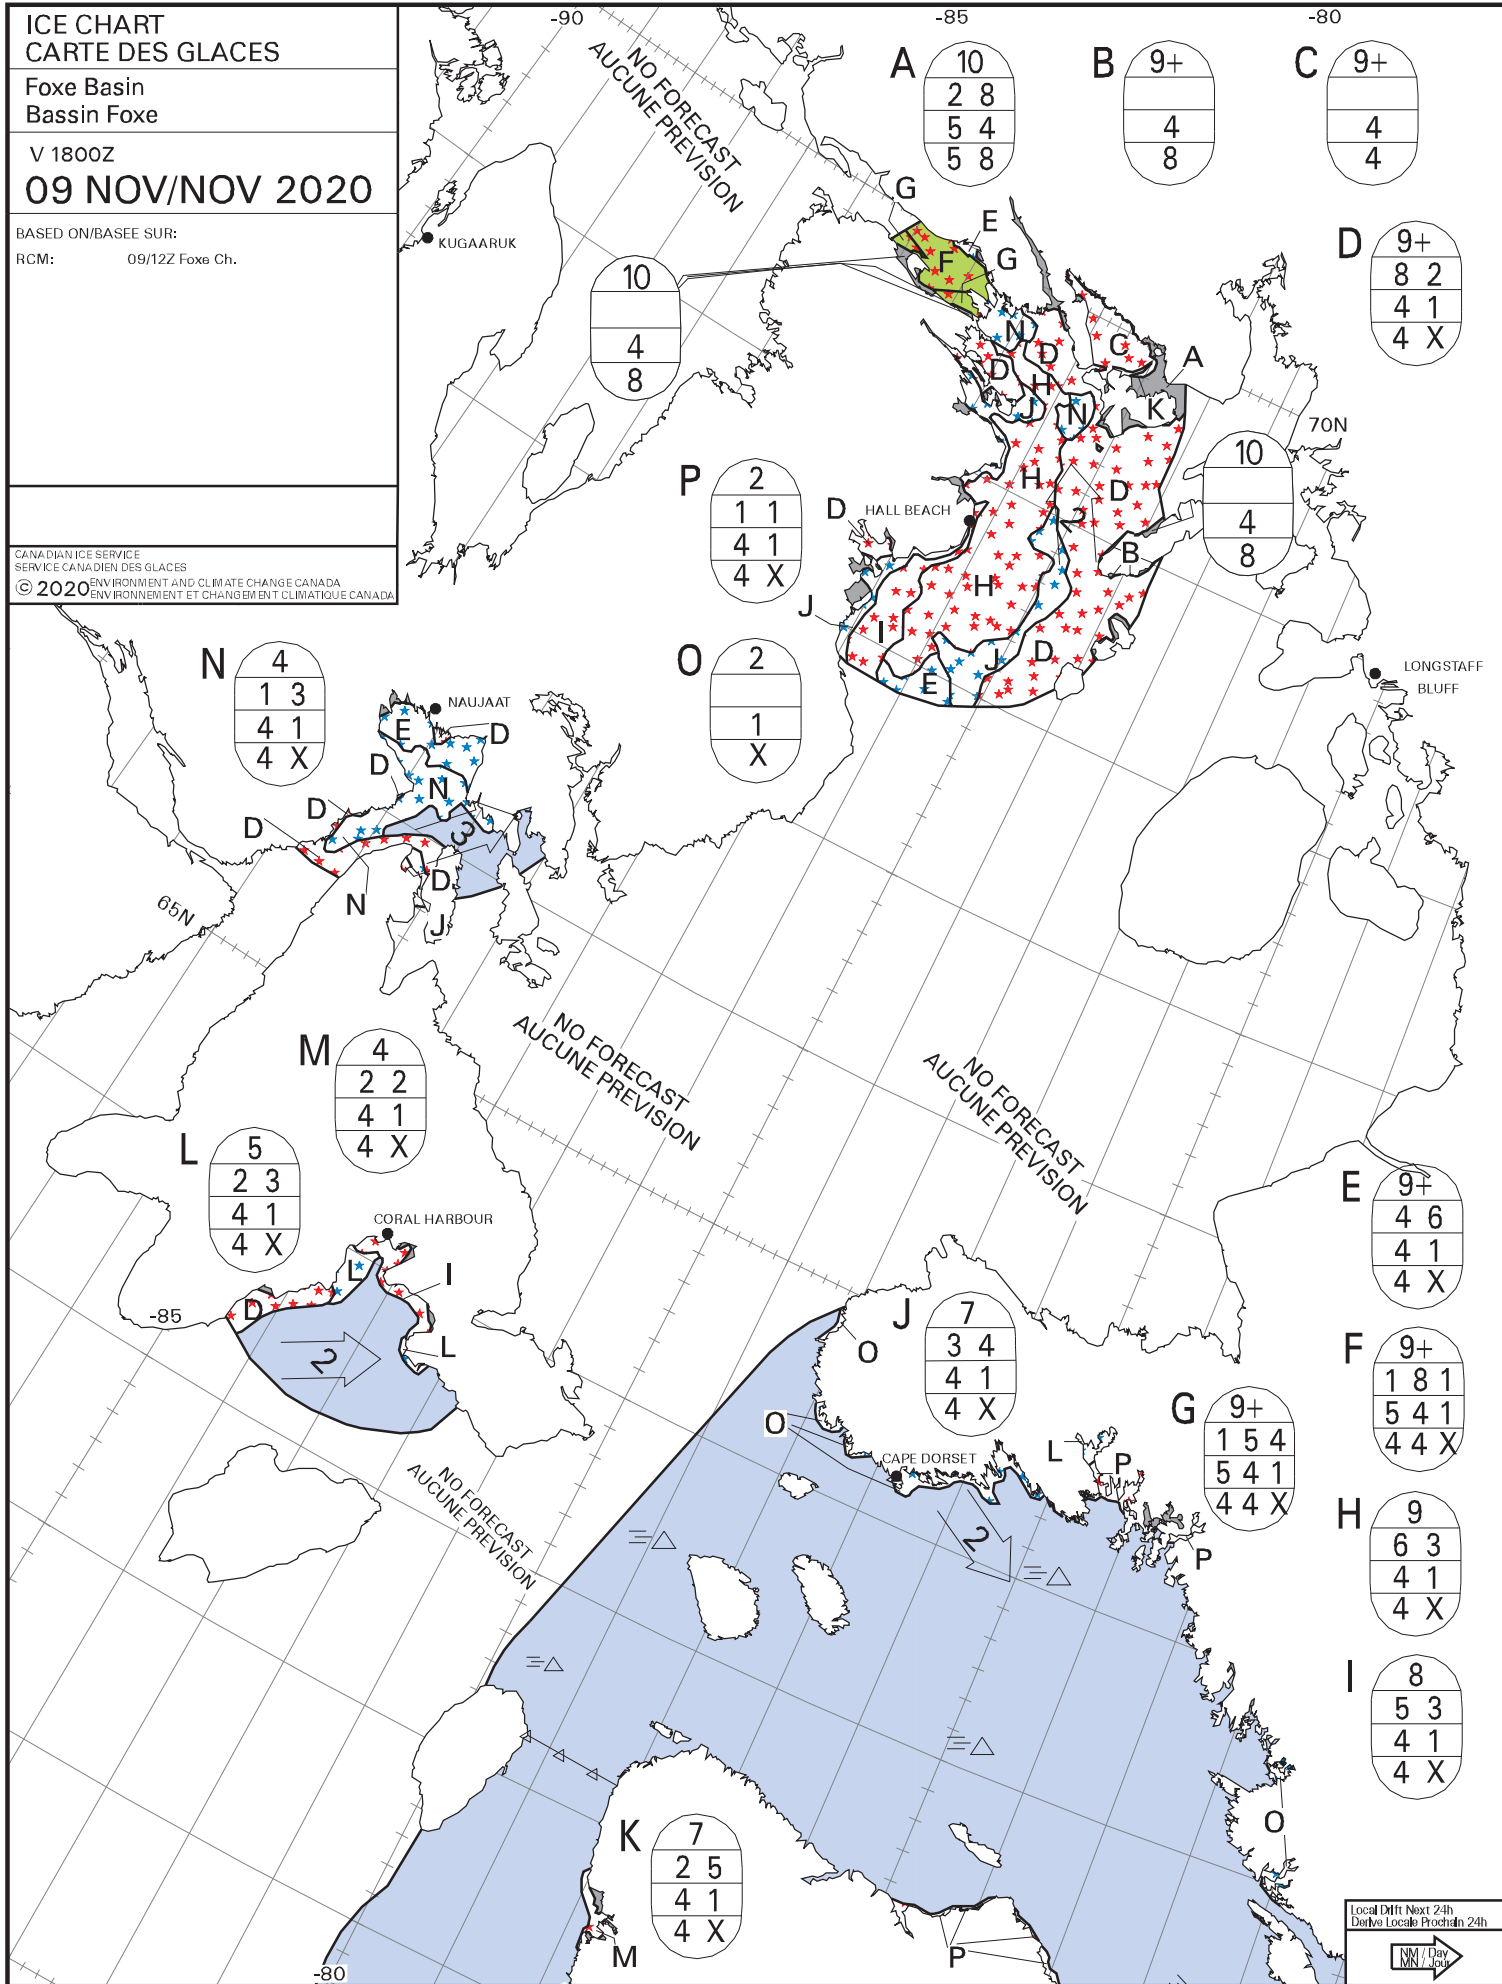 ICE CHART
CARTE DES GLACES
Foxe Basin
Bassin Foxe
V 1800Z
09 NOV/NOV 2020
BASED ON/BASEE SUR:
RCM: 09/12Z Foxe Ch.
CANADIAN ICE SERVICE
SERVICE CANADIEN DES GLACES
© 2020 ENVIRONMENT AND CLIMATE CHANGE CANADA
ENVIRONNEMENT ET CHANGEMENT CLIMATIQUE CANADA
-90
-85
-80
NO FORECAST
AUCUNE PREVISION
A
10
2 8
5 4
5 8
B
9+
4
8
C
9+
4
4
D
9+
8 2
4 1
4 X
KUGAARUK
10
4
8
G
E
F
G
N
D
C
A
D
H
J
N
K
70N
H
D
10
4
8
P
2
1 1
4 1
4 X
D
HALL BEACH
2
B
H
J
I
D
J
E
LONGSTAFF
BLUFF
N
4
1 3
4 1
4 X
O
2
1
X
NAUJAAT
E
D
D
N
D
D
3
D
N
J
65N
NO FORECAST
AUCUNE PREVISION
NO FORECAST
AUCUNE PREVISION
M
4
2 2
4 1
4 X
L
5
2 3
4 1
4 X
CORAL HARBOUR
L
I
D
-85
2
L
E
9+
4 6
4 1
4 X
J
7
3 4
4 1
4 X
O
O
F
9+
1 8 1
5 4 1
4 4 X
G
9+
1 5 4
5 4 1
4 4 X
CAPE DORSET
L
P
2
P
NO FORECAST
AUCUNE PREVISION
H
9
6 3
4 1
4 X
I
8
5 3
4 1
4 X
O
K
7
2 5
4 1
4 X
M
P
-80
Local Drift Next 24h
Derive Locale Prochain 24h
NM / Day
MN / Jour